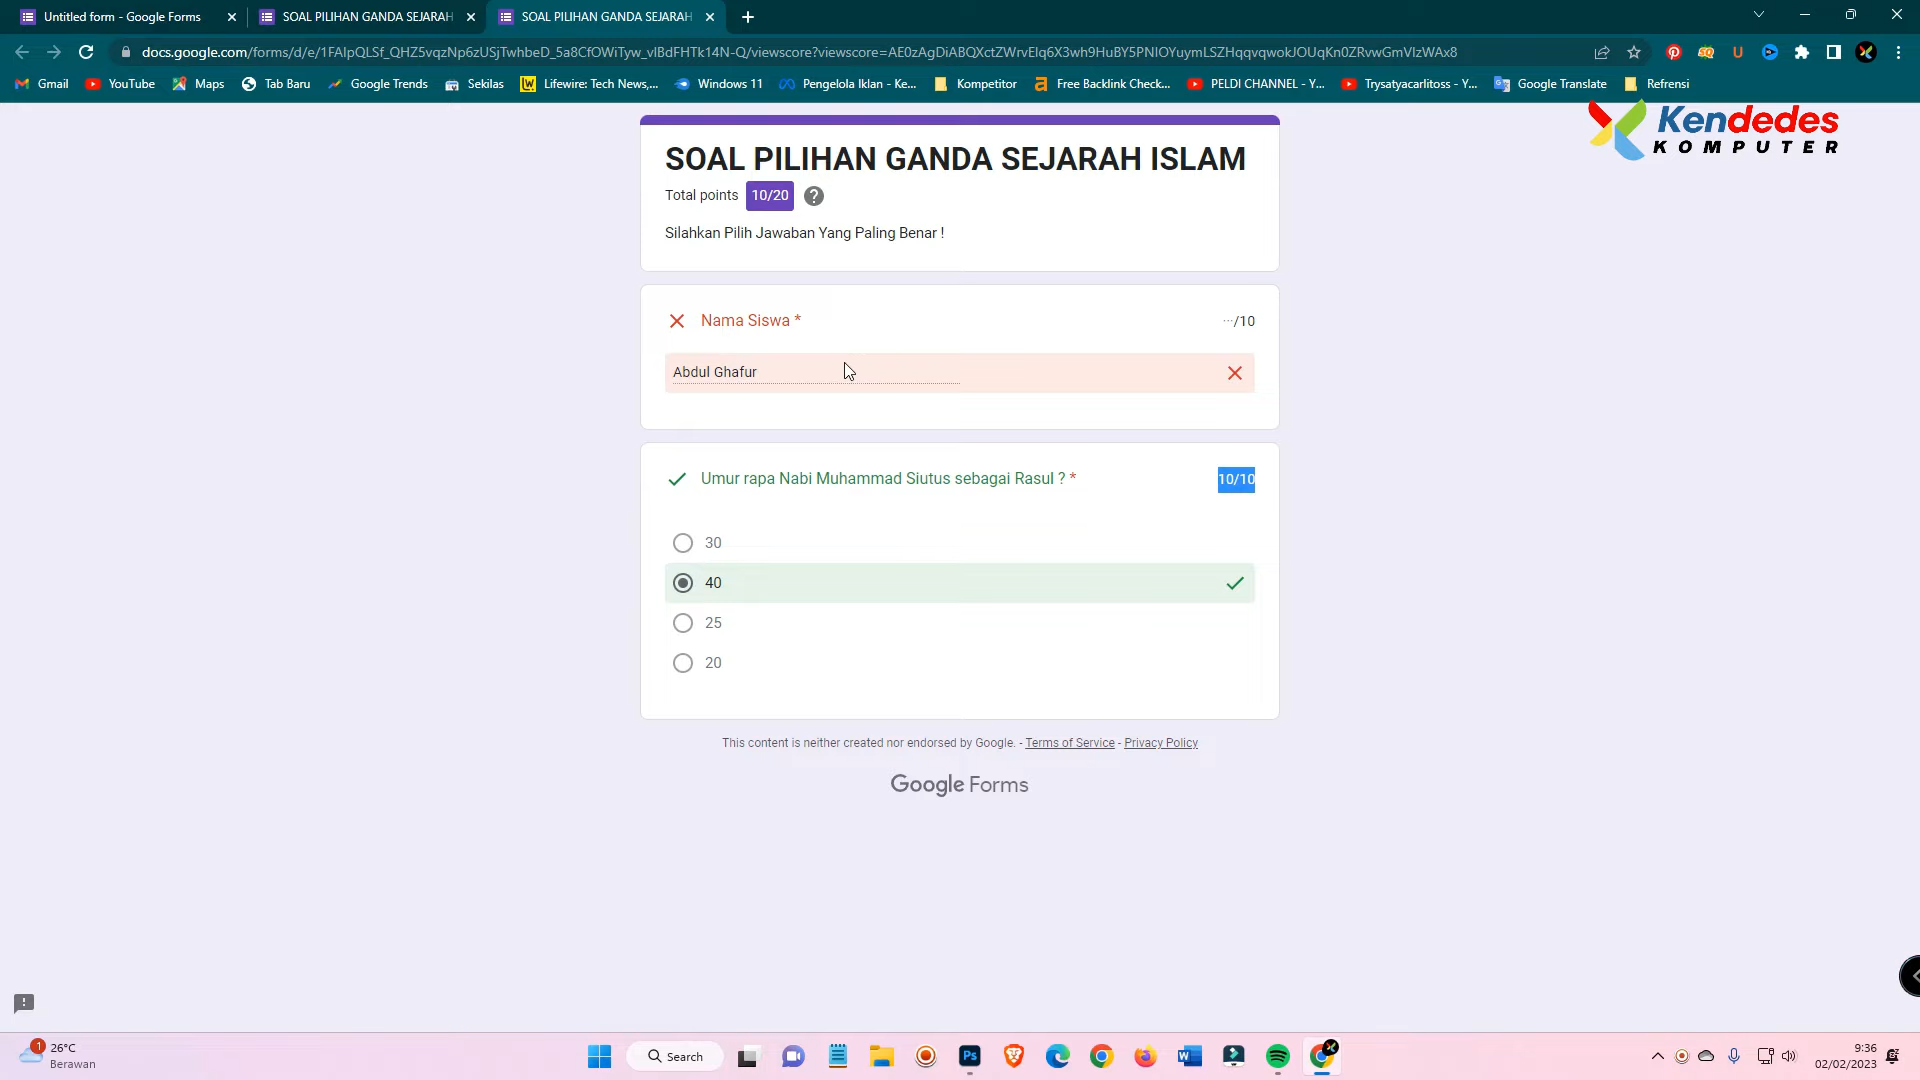 Untitled form - Google Forms
SOAL PILIHAN GANDA SEJARAH
SOAL PILIHAN GANDA SEJARAH
docs.google.com/forms/d/e/1FAIpQLSf_QHZ5vqzNp6zUSjTwhbeD_5a8CfOWiTyw_vlBdFHTk14N-Q/viewscore?viewscore=AE0zAgDiABQXctZWrvElq6X3wh9HuBY5PNlOYuymLSZHqqvqwokJOUqKn0ZRvwGmVlzWAx8
Gmail YouTube Maps Tab Baru Google Trends Sekilas Lifewire: Tech News,... Windows 11 Pengelola Iklan - Ke... Kompetitor Free Backlink Check... PELDI CHANNEL - Y... Trysatyacarlitoss - Y... Google Translate Refrensi
Kendedes
KOMPUTER
SOAL PILIHAN GANDA SEJARAH ISLAM
Total points 10/20
Silahkan Pilih Jawaban Yang Paling Benar !
Nama Siswa * ···/10
Abdul Ghafur
Umur rapa Nabi Muhammad Siutus sebagai Rasul ? * 10/10
30
40
25
20
This content is neither created nor endorsed by Google. - Terms of Service - Privacy Policy
Google Forms
1
26°C
Berawan
Search
Ps
9:36
02/02/2023